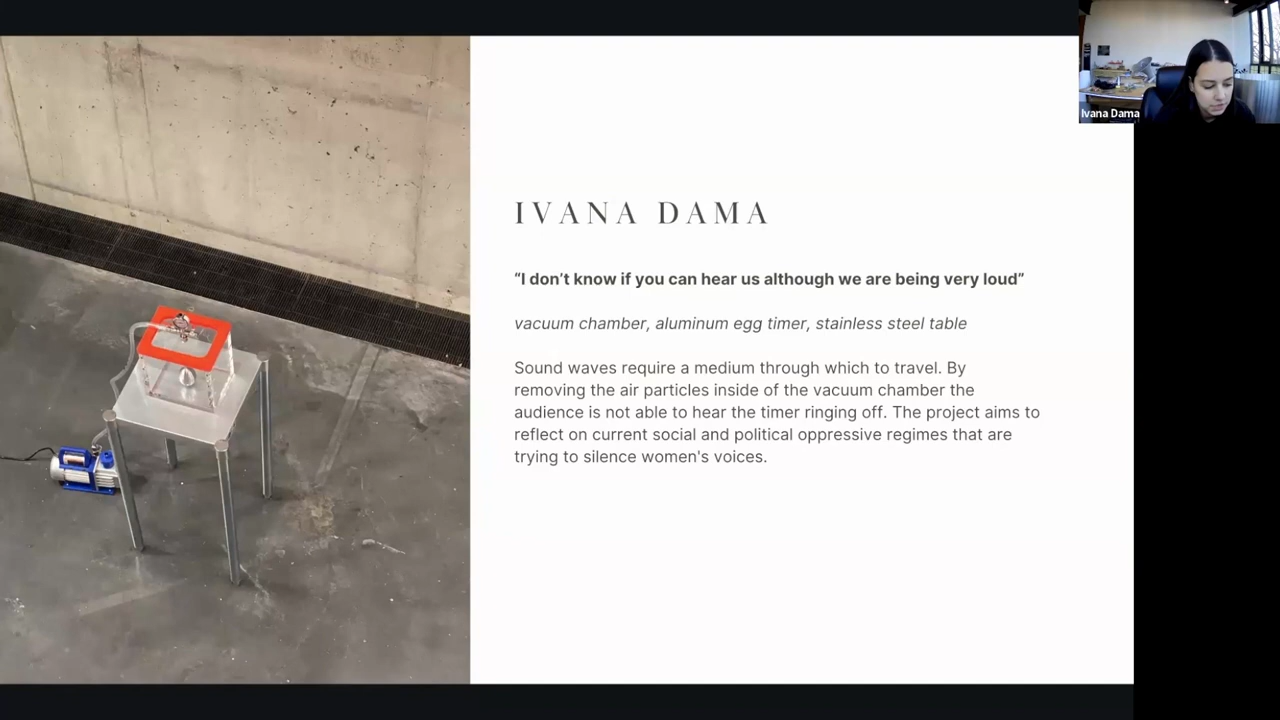 Ivana Dama
IVANA DAMA
“I don’t know if you can hear us although we are being very loud”
vacuum chamber, aluminum egg timer, stainless steel table
Sound waves require a medium through which to travel. By
removing the air particles inside of the vacuum chamber the
audience is not able to hear the timer ringing off. The project aims to
reflect on current social and political oppressive regimes that are
trying to silence women's voices.